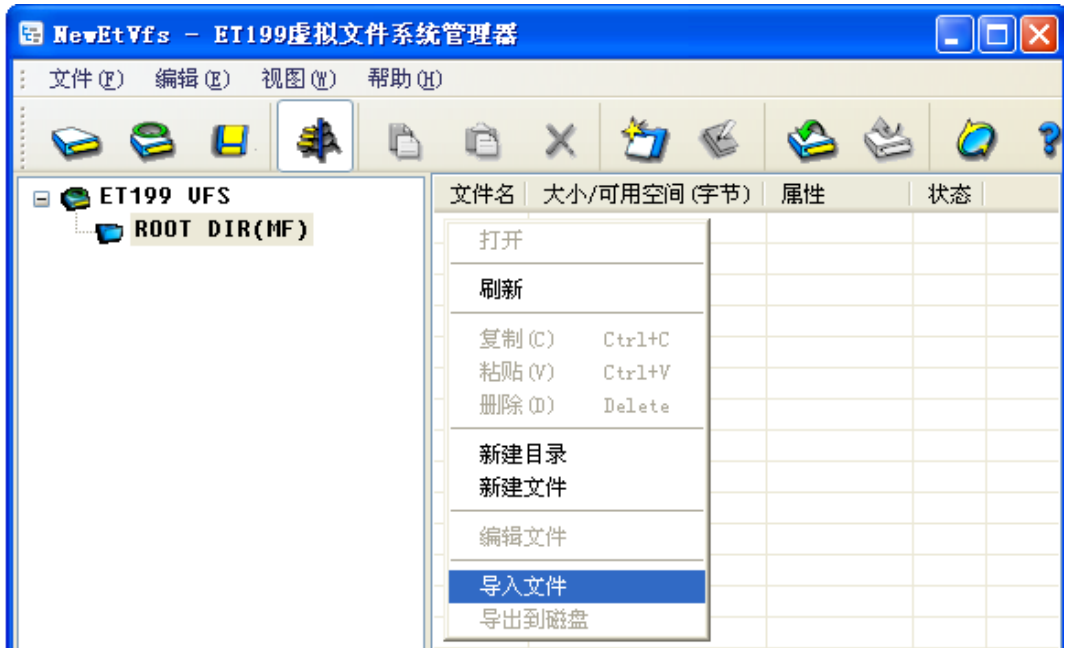 NewEtVfs - ET199虚拟文件系统管理器
文件(F) 编辑(E) 视图(W) 帮助(H)
ET199 VFS
ROOT DIR(MF)
文件名 大小/可用空间(字节) 属性 状态
打开
刷新
复制(C) Ctrl+C
粘贴(V) Ctrl+V
删除(D) Delete
新建目录
新建文件
编辑文件
导入文件
导出到磁盘